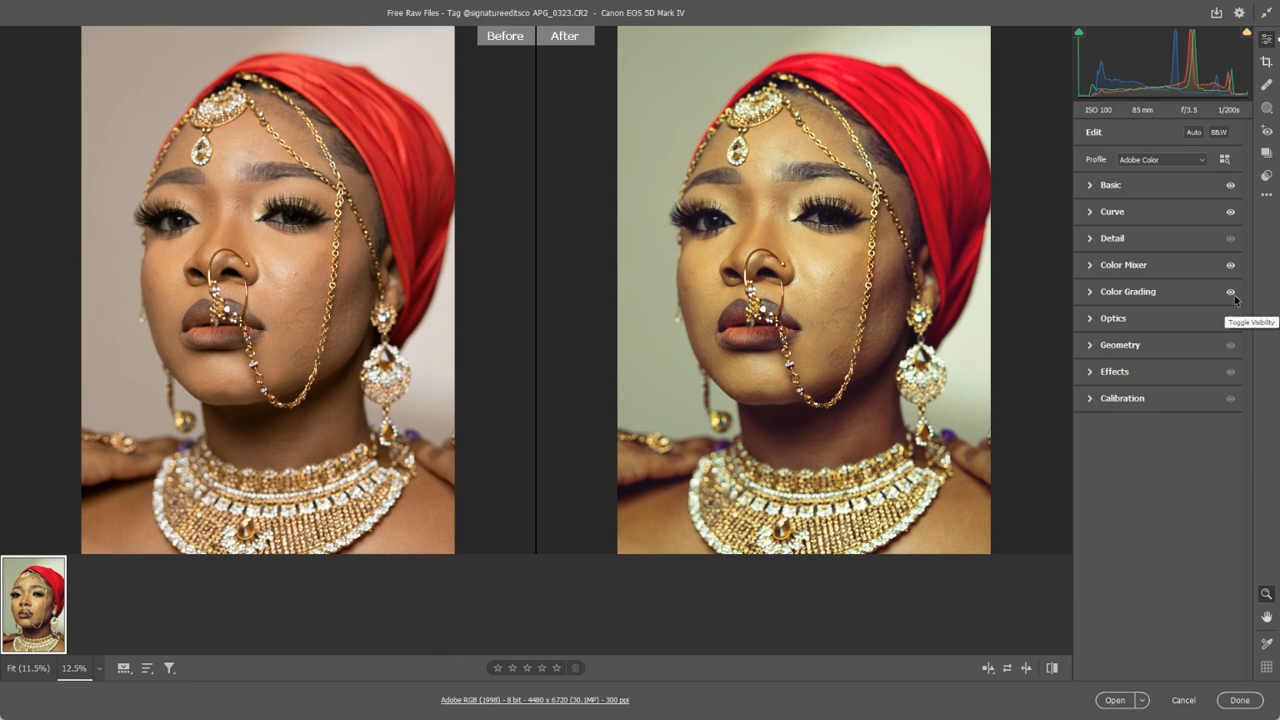 Free Raw Files - Tag @signatureeditsco APG_0323.CR2 - Canon EOS 5D Mark IV
Before After
ISO 100 85 mm f/3.5 1/200s
Edit Auto B&W
Profile Adobe Color
Basic
Curve
Detail
Color Mixer
Color Grading
Optics
Toggle Visibility
Geometry
Effects
Calibration
Fit (11.5%) 12.5%
Adobe RGB (1998) - 8 bit - 4480 x 6720 (30.1MP) - 300 ppi
Open Cancel Done